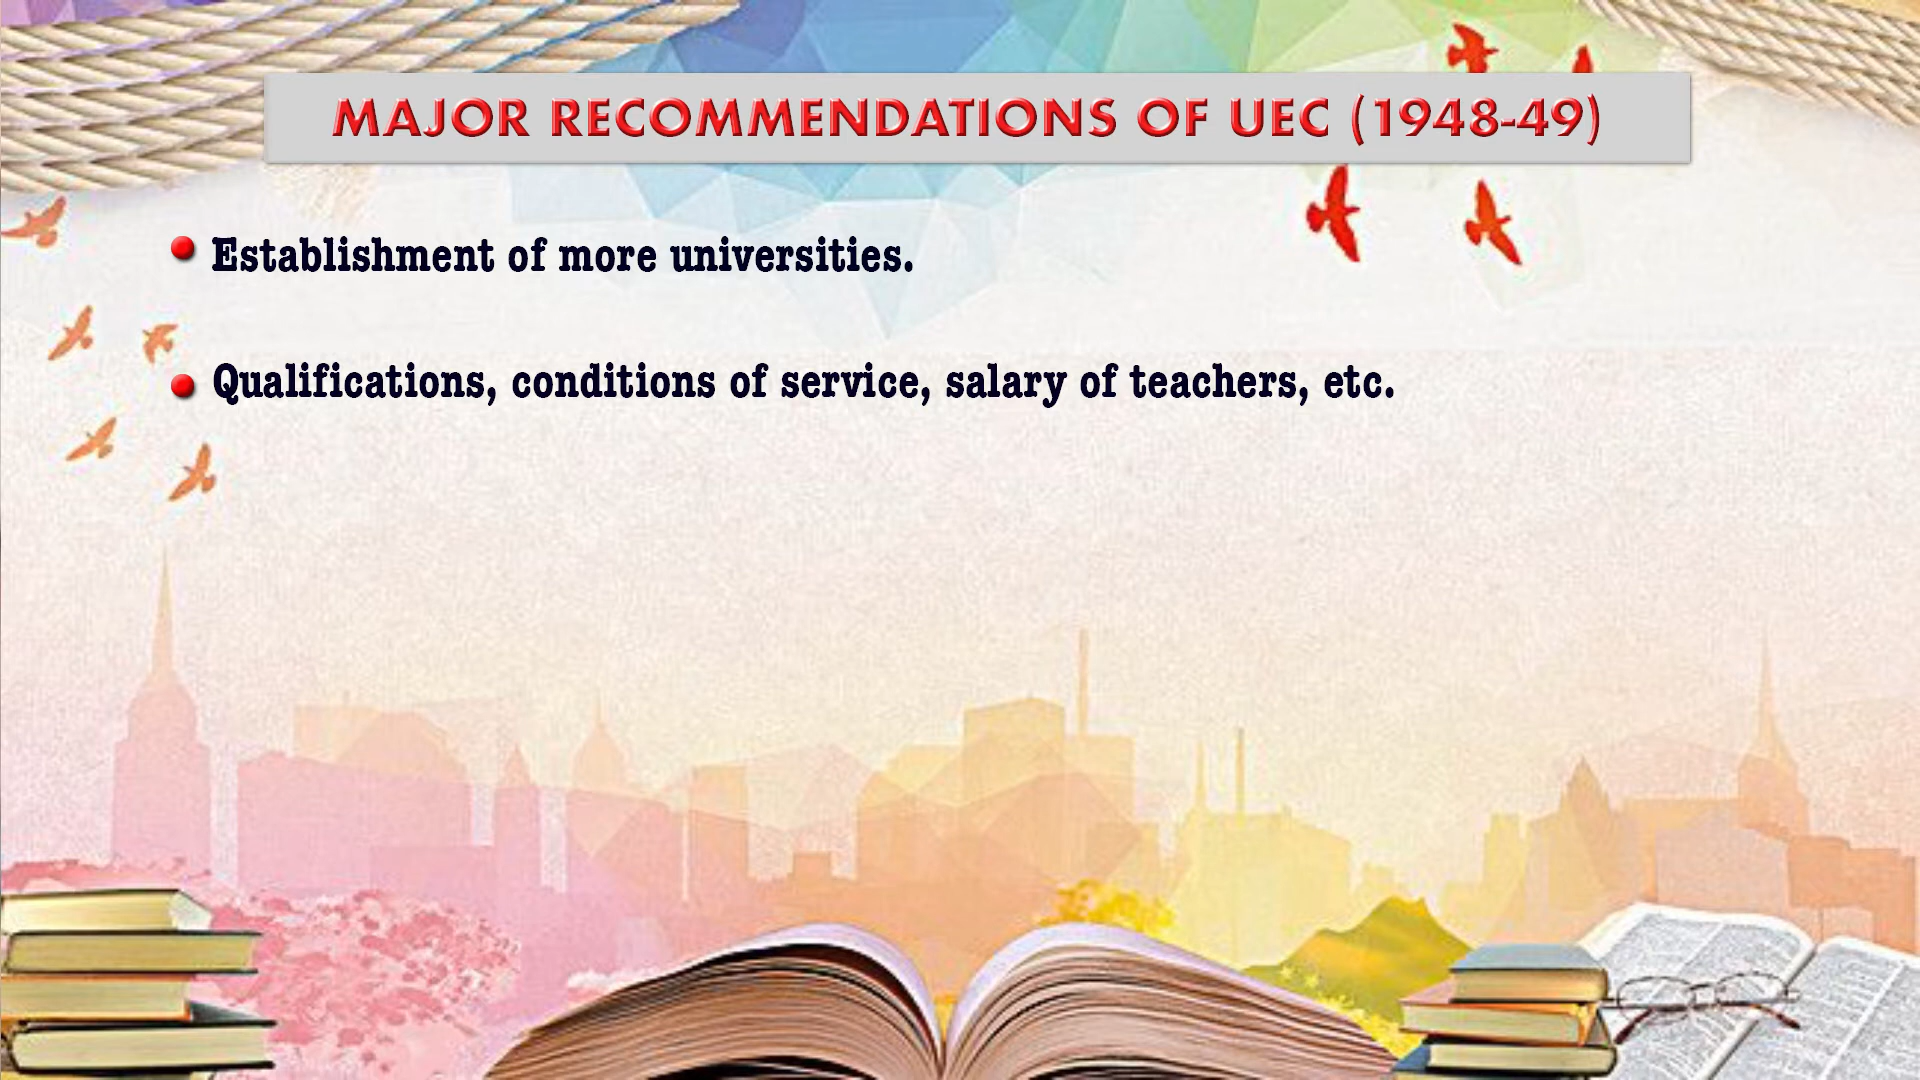 MAJOR RECOMMENDATIONS OF UEC (1948-49)
Establishment of more universities.
Qualifications, conditions of service, salary of teachers, etc.